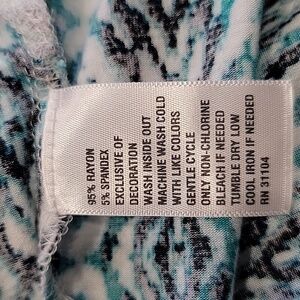 95% RAYON
5% SPANDEX
EXCLUSIVE OF
DECORATION
WASH INSIDE OUT
MACHINE WASH COLD
WITH LIKE COLORS
GENTLE CYCLE
ONLY NON-CHLORINE
BLEACH IF NEEDED
TUMBLE DRY LOW
COOL IRON IF NEEDED
RN 31104